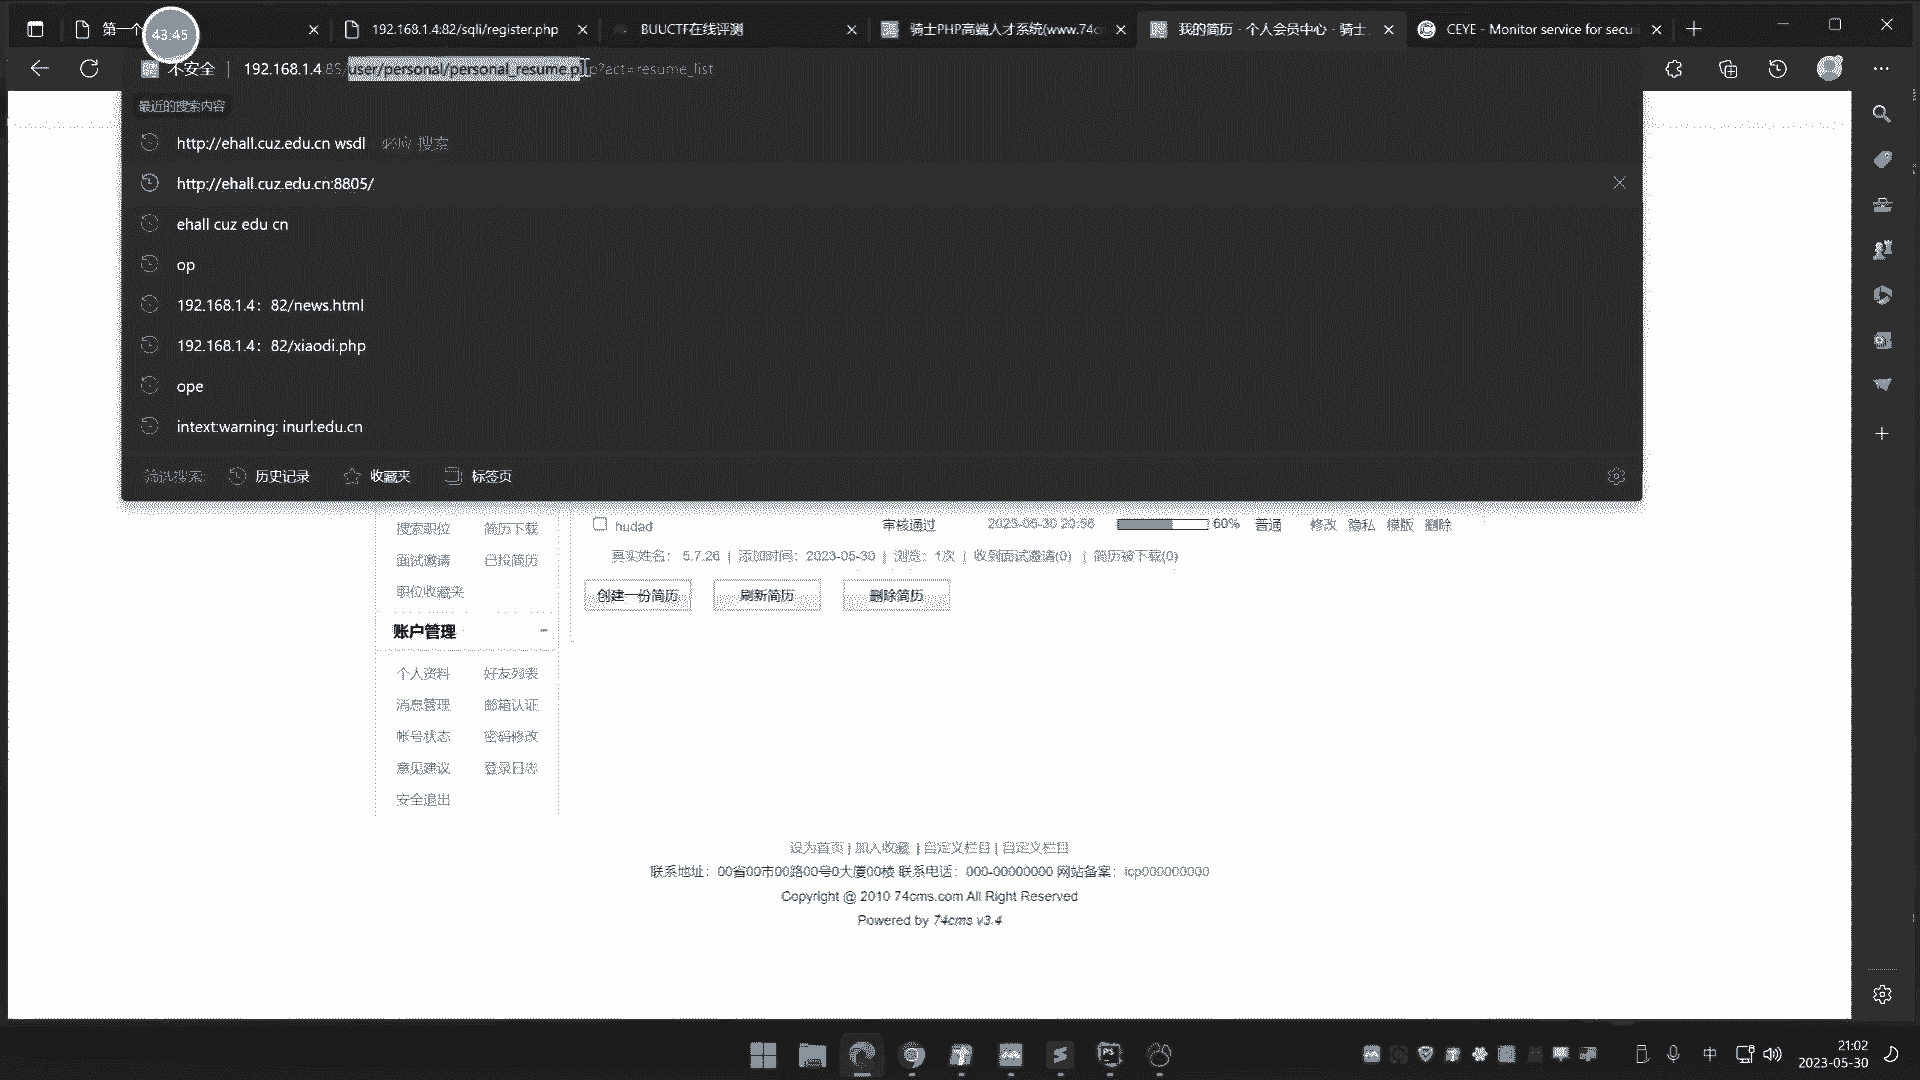 第一个
43:45
192.168.1.4:82/sqli/register.php
BUUCTF在线评测
骑士PHP高端人才系统(www.74c
我的简历 - 个人会员中心 - 骑士
CEYE - Monitor service for secu
不安全 192.168.1.4:85/user/personal/personal_resume.php?act=resume_list
最近的搜索内容
http://ehall.cuz.edu.cn wsdl 必应 搜索
http://ehall.cuz.edu.cn:8805/
ehall cuz edu cn
op
192.168.1.4：82/news.html
192.168.1.4：82/xiaodi.php
ope
intext:warning: inurl:edu.cn
筛选搜索: 历史记录 收藏夹 标签页
搜索职位 简历下载
hudad 审核通过 2023-05-30 20:56 60% 普通 修改 隐私 模版 删除
面试邀请 已投简历
真实姓名： 5.7.26 | 添加时间：2023-05-30 | 浏览：1次 | 收到面试邀请(0) | 简历被下载(0)
职位收藏夹
创建一份简历 刷新简历 删除简历
账户管理
个人资料 好友列表
消息管理 邮箱认证
帐号状态 密码修改
意见建议 登录日志
安全退出
设为首页 | 加入收藏 | 自定义栏目 | 自定义栏目
联系地址：00省00市00路00号0大厦00楼 联系电话：000-00000000 网站备案：icp000000000
Copyright @ 2010 74cms.com All Right Reserved
Powered by 74cms v3.4
中
21:02
2023-05-30